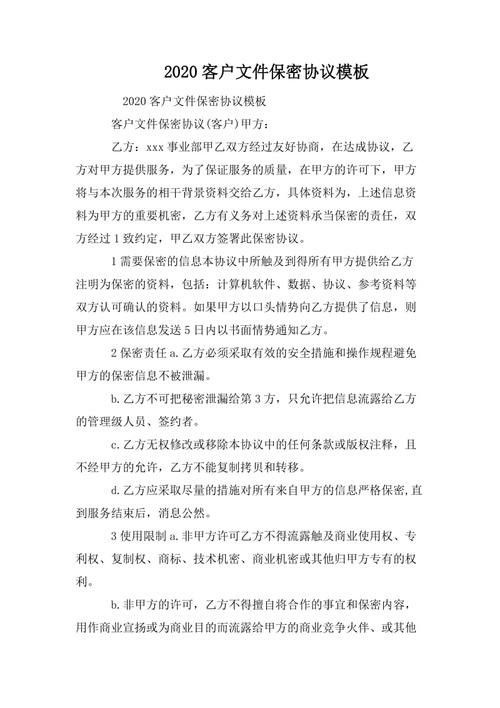 2020客户文件保密协议模板
2020客户文件保密协议模板
客户文件保密协议(客户)甲方：
乙方：xxx事业部甲乙双方经过友好协商，在达成协议，乙
方对甲方提供服务，为了保证服务的质量，在甲方的许可下，甲方
将与本次服务的相干背景资料交给乙方，具体资料为，上述信息资
料为甲方的重要机密，乙方有义务对上述资料承当保密的责任，双
方经过1致约定，甲乙双方签署此保密协议。
1需要保密的信息本协议中所触及到得所有甲方提供给乙方
注明为保密的资料，包括：计算机软件、数据、协议、参考资料等
双方认可确认的资料。如果甲方以口头情势向乙方提供了信息，则
甲方应在该信息发送5日内以书面情势通知乙方。
2保密责任a.乙方必须采取有效的安全措施和操作规程避免
甲方的保密信息不被泄漏。
b.乙方不可把秘密泄漏给第3方，只允许把信息流露给乙方
的管理级人员、签约者。
c.乙方无权修改或移除本协议中的任何条款或版权注释，且
不经甲方的允许，乙方不能复制拷贝和转移。
d.乙方应采取尽量的措施对所有来自甲方的信息严格保密,直
到服务结束后，消息公然。
3使用限制a.非甲方许可乙方不得流露触及商业使用权、专
利权、复制权、商标、技术机密、商业机密或其他归甲方专有的权
利。
b.非甲方的许可，乙方不得擅自将合作的事宜和保密内容，
用作商业宣扬或为商业目的而流露给甲方的商业竞争火伴、或其他